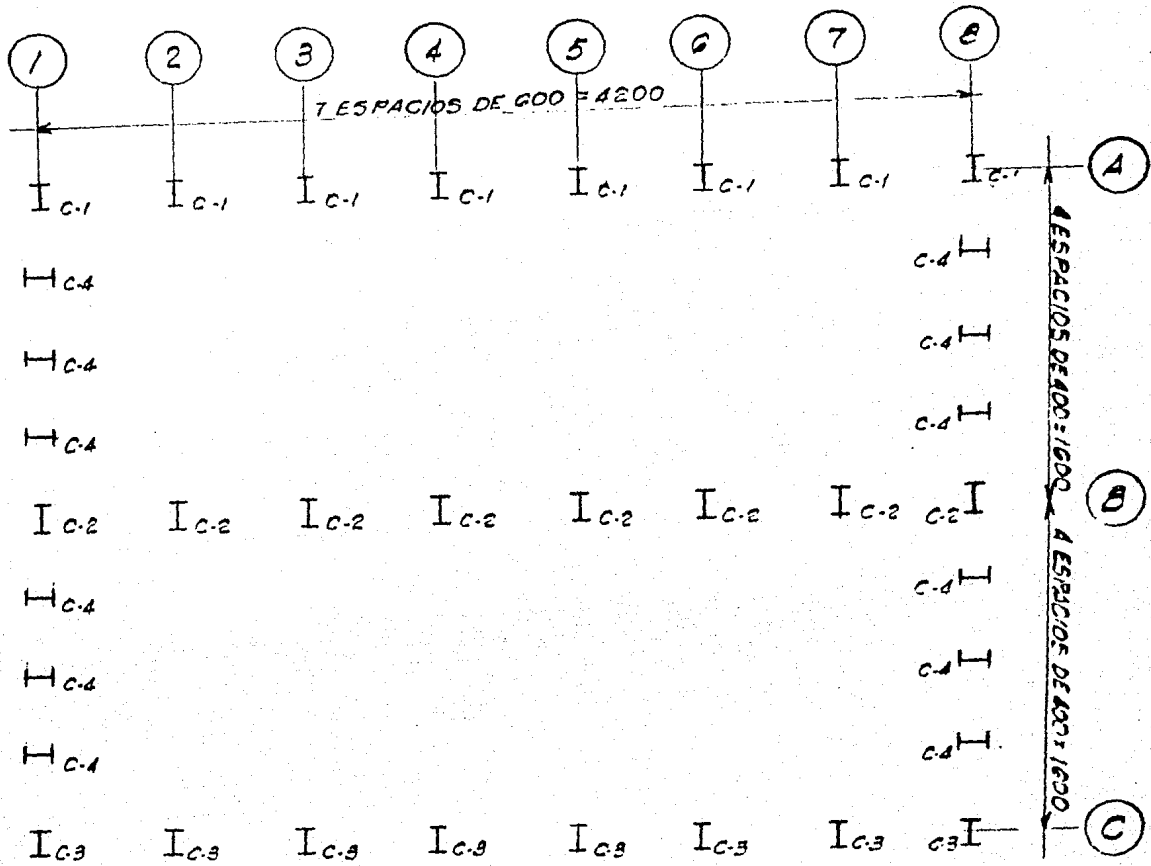 1 2 3 4 5 6 7 8
7 ESPACIOS DE 600 = 4200
C-1 C-1 C-1 C-1 C-1 C-1 C-1 C-1
A
4 ESPACIOS DE 400 = 1600
C-4 C-4
C-4 C-4
C-4 C-4
C-2 C-2 C-2 C-2 C-2 C-2 C-2 C-2
B
4 ESPACIOS DE 400 = 1600
C-4 C-4
C-4 C-4
C-4 C-4
C-3 C-3 C-3 C-3 C-3 C-3 C-3 C-3
C